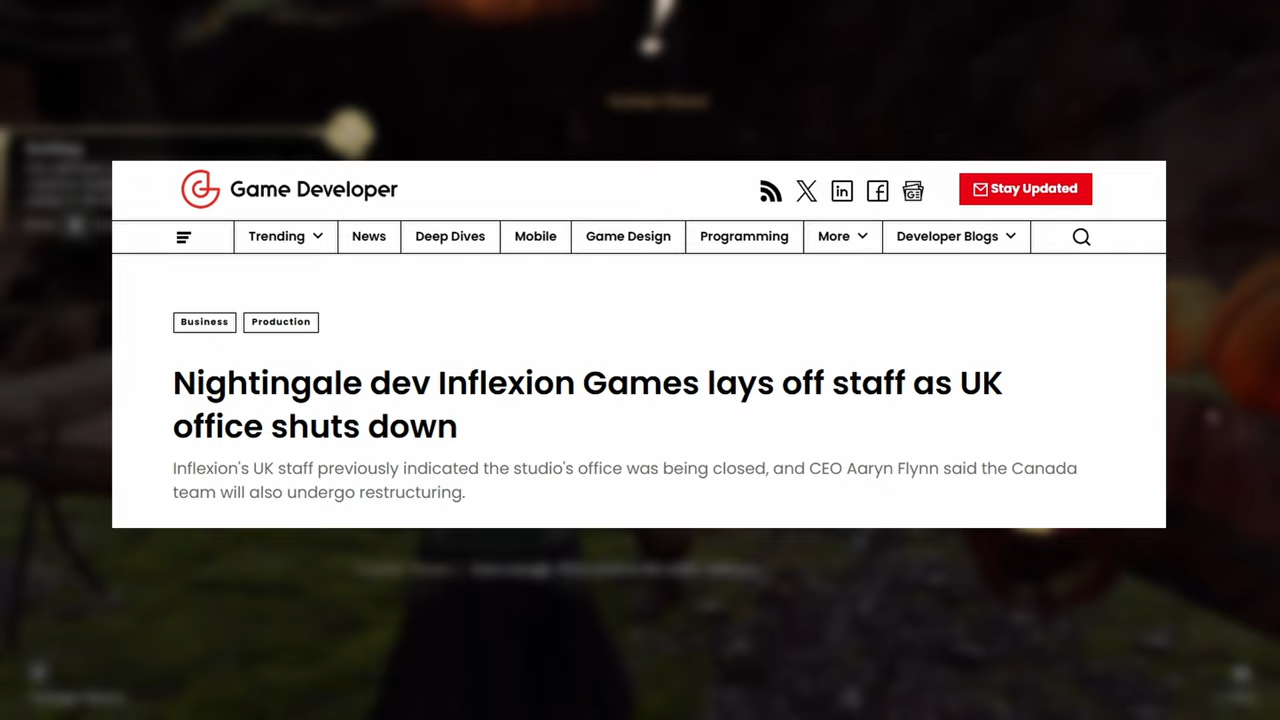 Game Developer
Stay Updated
Trending
News
Deep Dives
Mobile
Game Design
Programming
More
Developer Blogs
Business
Production
Nightingale dev Inflexion Games lays off staff as UK
office shuts down
Inflexion's UK staff previously indicated the studio's office was being closed, and CEO Aaryn Flynn said the Canada
team will also undergo restructuring.